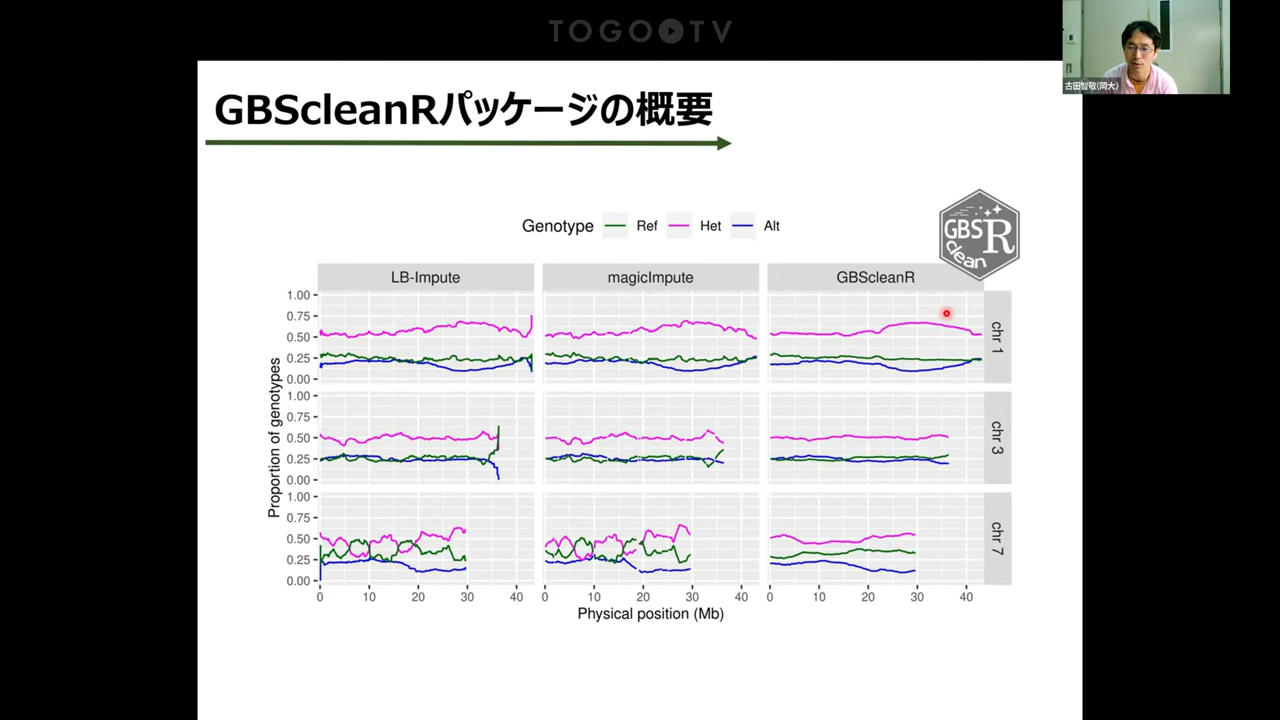 TOGO TV
古田智敬(岡大)
GBScleanRパッケージの概要
GBS
clean
R
Genotype Ref Het Alt
LB-Impute magicImpute GBScleanR
Proportion of genotypes
1.00
0.75
0.50
0.25
0.00
chr 1
1.00
0.75
0.50
0.25
0.00
chr 3
1.00
0.75
0.50
0.25
0.00
chr 7
0 10 20 30 40 0 10 20 30 40 0 10 20 30 40
Physical position (Mb)